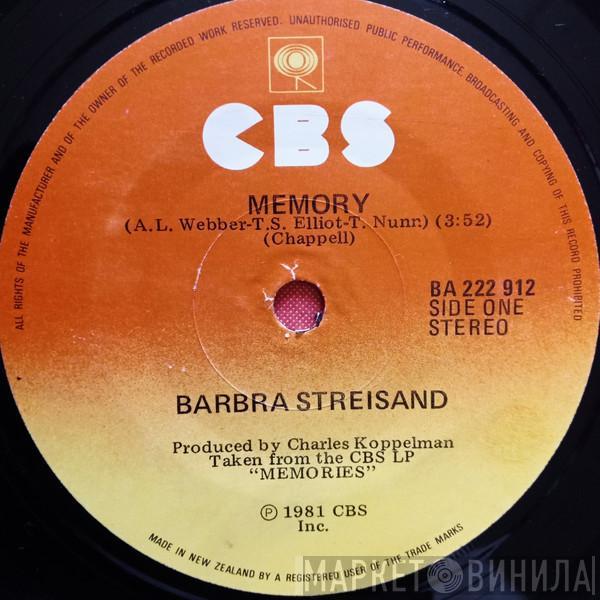 ALL RIGHTS OF THE MANUFACTURER AND OF THE OWNER OF THE RECORDED WORK RESERVED. UNAUTHORISED PUBLIC PERFORMANCE BROADCASTING AND COPYING OF THIS RECORD PROHIBITED
CBS
MEMORY
(A.L. Webber-T.S. Elliot-T. Nunn) (3:52)
(Chappell)
BA 222 912
SIDE ONE
STEREO
BARBRA STREISAND
Produced by Charles Koppelman
Taken from the CBS LP
"MEMORIES"
Ⓟ 1981 CBS
Inc.
MADE IN NEW ZEALAND BY A REGISTERED USER OF THE TRADE MARKS
МАРКЕТ ВИНИЛА